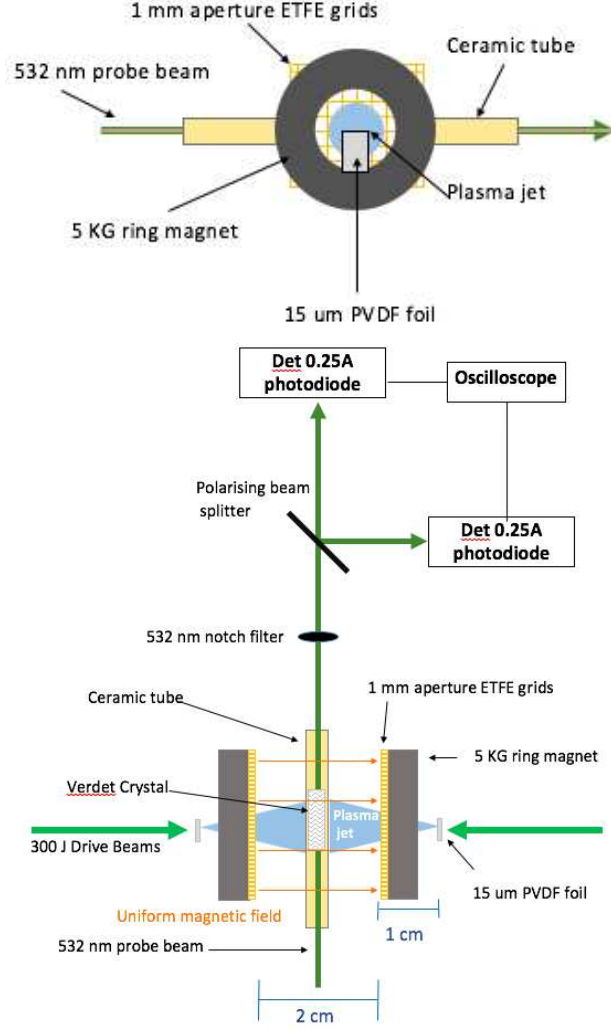 1 mm aperture ETFE grids
Ceramic tube
532 nm probe beam
Plasma jet
5 KG ring magnet
15 um PVDF foil
Det 0.25A
photodiode
Oscilloscope
Polarising beam
splitter
Det 0.25A
photodiode
532 nm notch filter
1 mm aperture ETFE grids
Ceramic tube
5 KG ring magnet
Verdet Crystal
Plasma
jet
300 J Drive Beams
15 um PVDF foil
Uniform magnetic field
1 cm
532 nm probe beam
2 cm